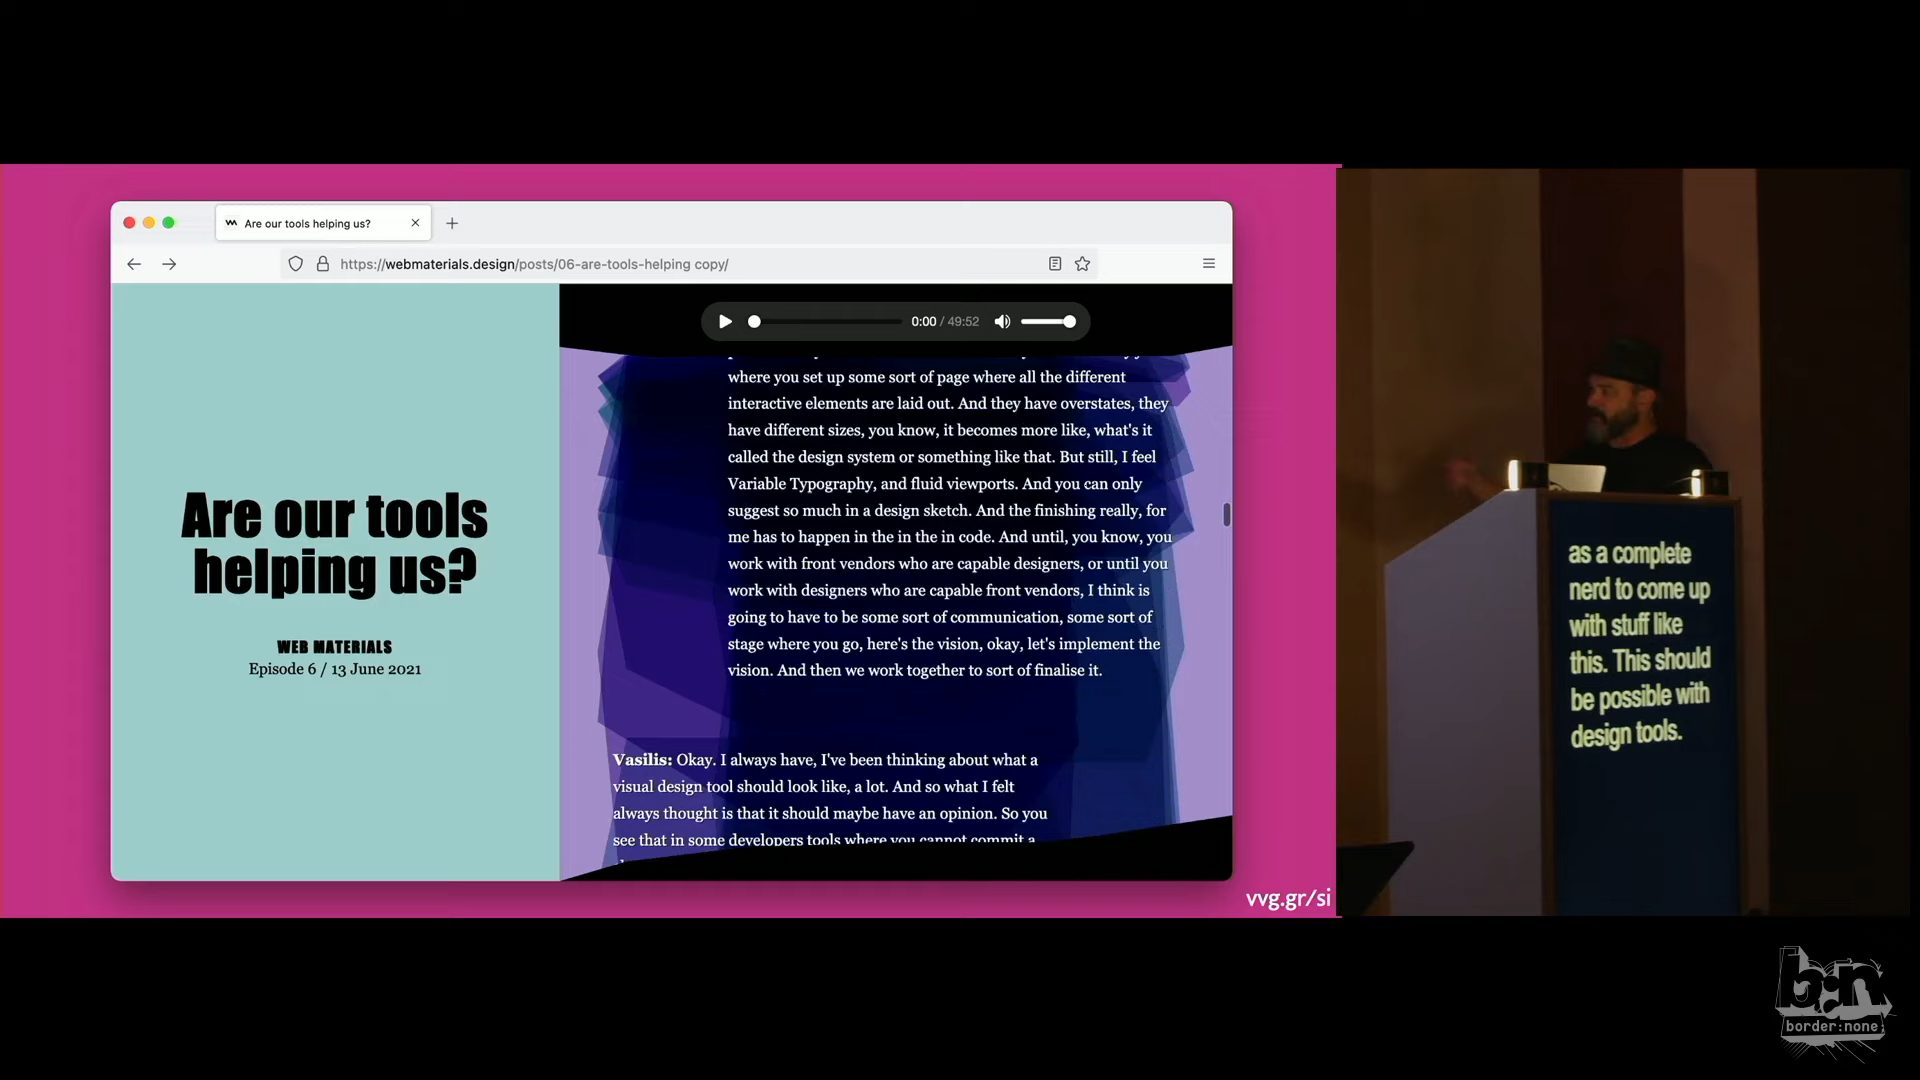 Are our tools helping us?
https://webmaterials.design/posts/06-are-tools-helping copy/
0:00 / 49:52
Are our tools
helping us?
WEB MATERIALS
Episode 6 / 13 June 2021
where you set up some sort of page where all the different
interactive elements are laid out. And they have overstates, they
have different sizes, you know, it becomes more like, what's it
called the design system or something like that. But still, I feel
Variable Typography, and fluid viewports. And you can only
suggest so much in a design sketch. And the finishing really, for
me has to happen in the in the in code. And until, you know, you
work with front vendors who are capable designers, or until you
work with designers who are capable front vendors, I think is
going to have to be some sort of communication, some sort of
stage where you go, here's the vision, okay, let's implement the
vision. And then we work together to sort of finalise it.
Vasilis: Okay. I always have, I've been thinking about what a
visual design tool should look like, a lot. And so what I felt
always thought is that it should maybe have an opinion. So you
see that in some developers tools where you cannot commit a
vvg.gr/si
as a complete
nerd to come up
with stuff like
this. This should
be possible with
design tools.
b:n
border:none